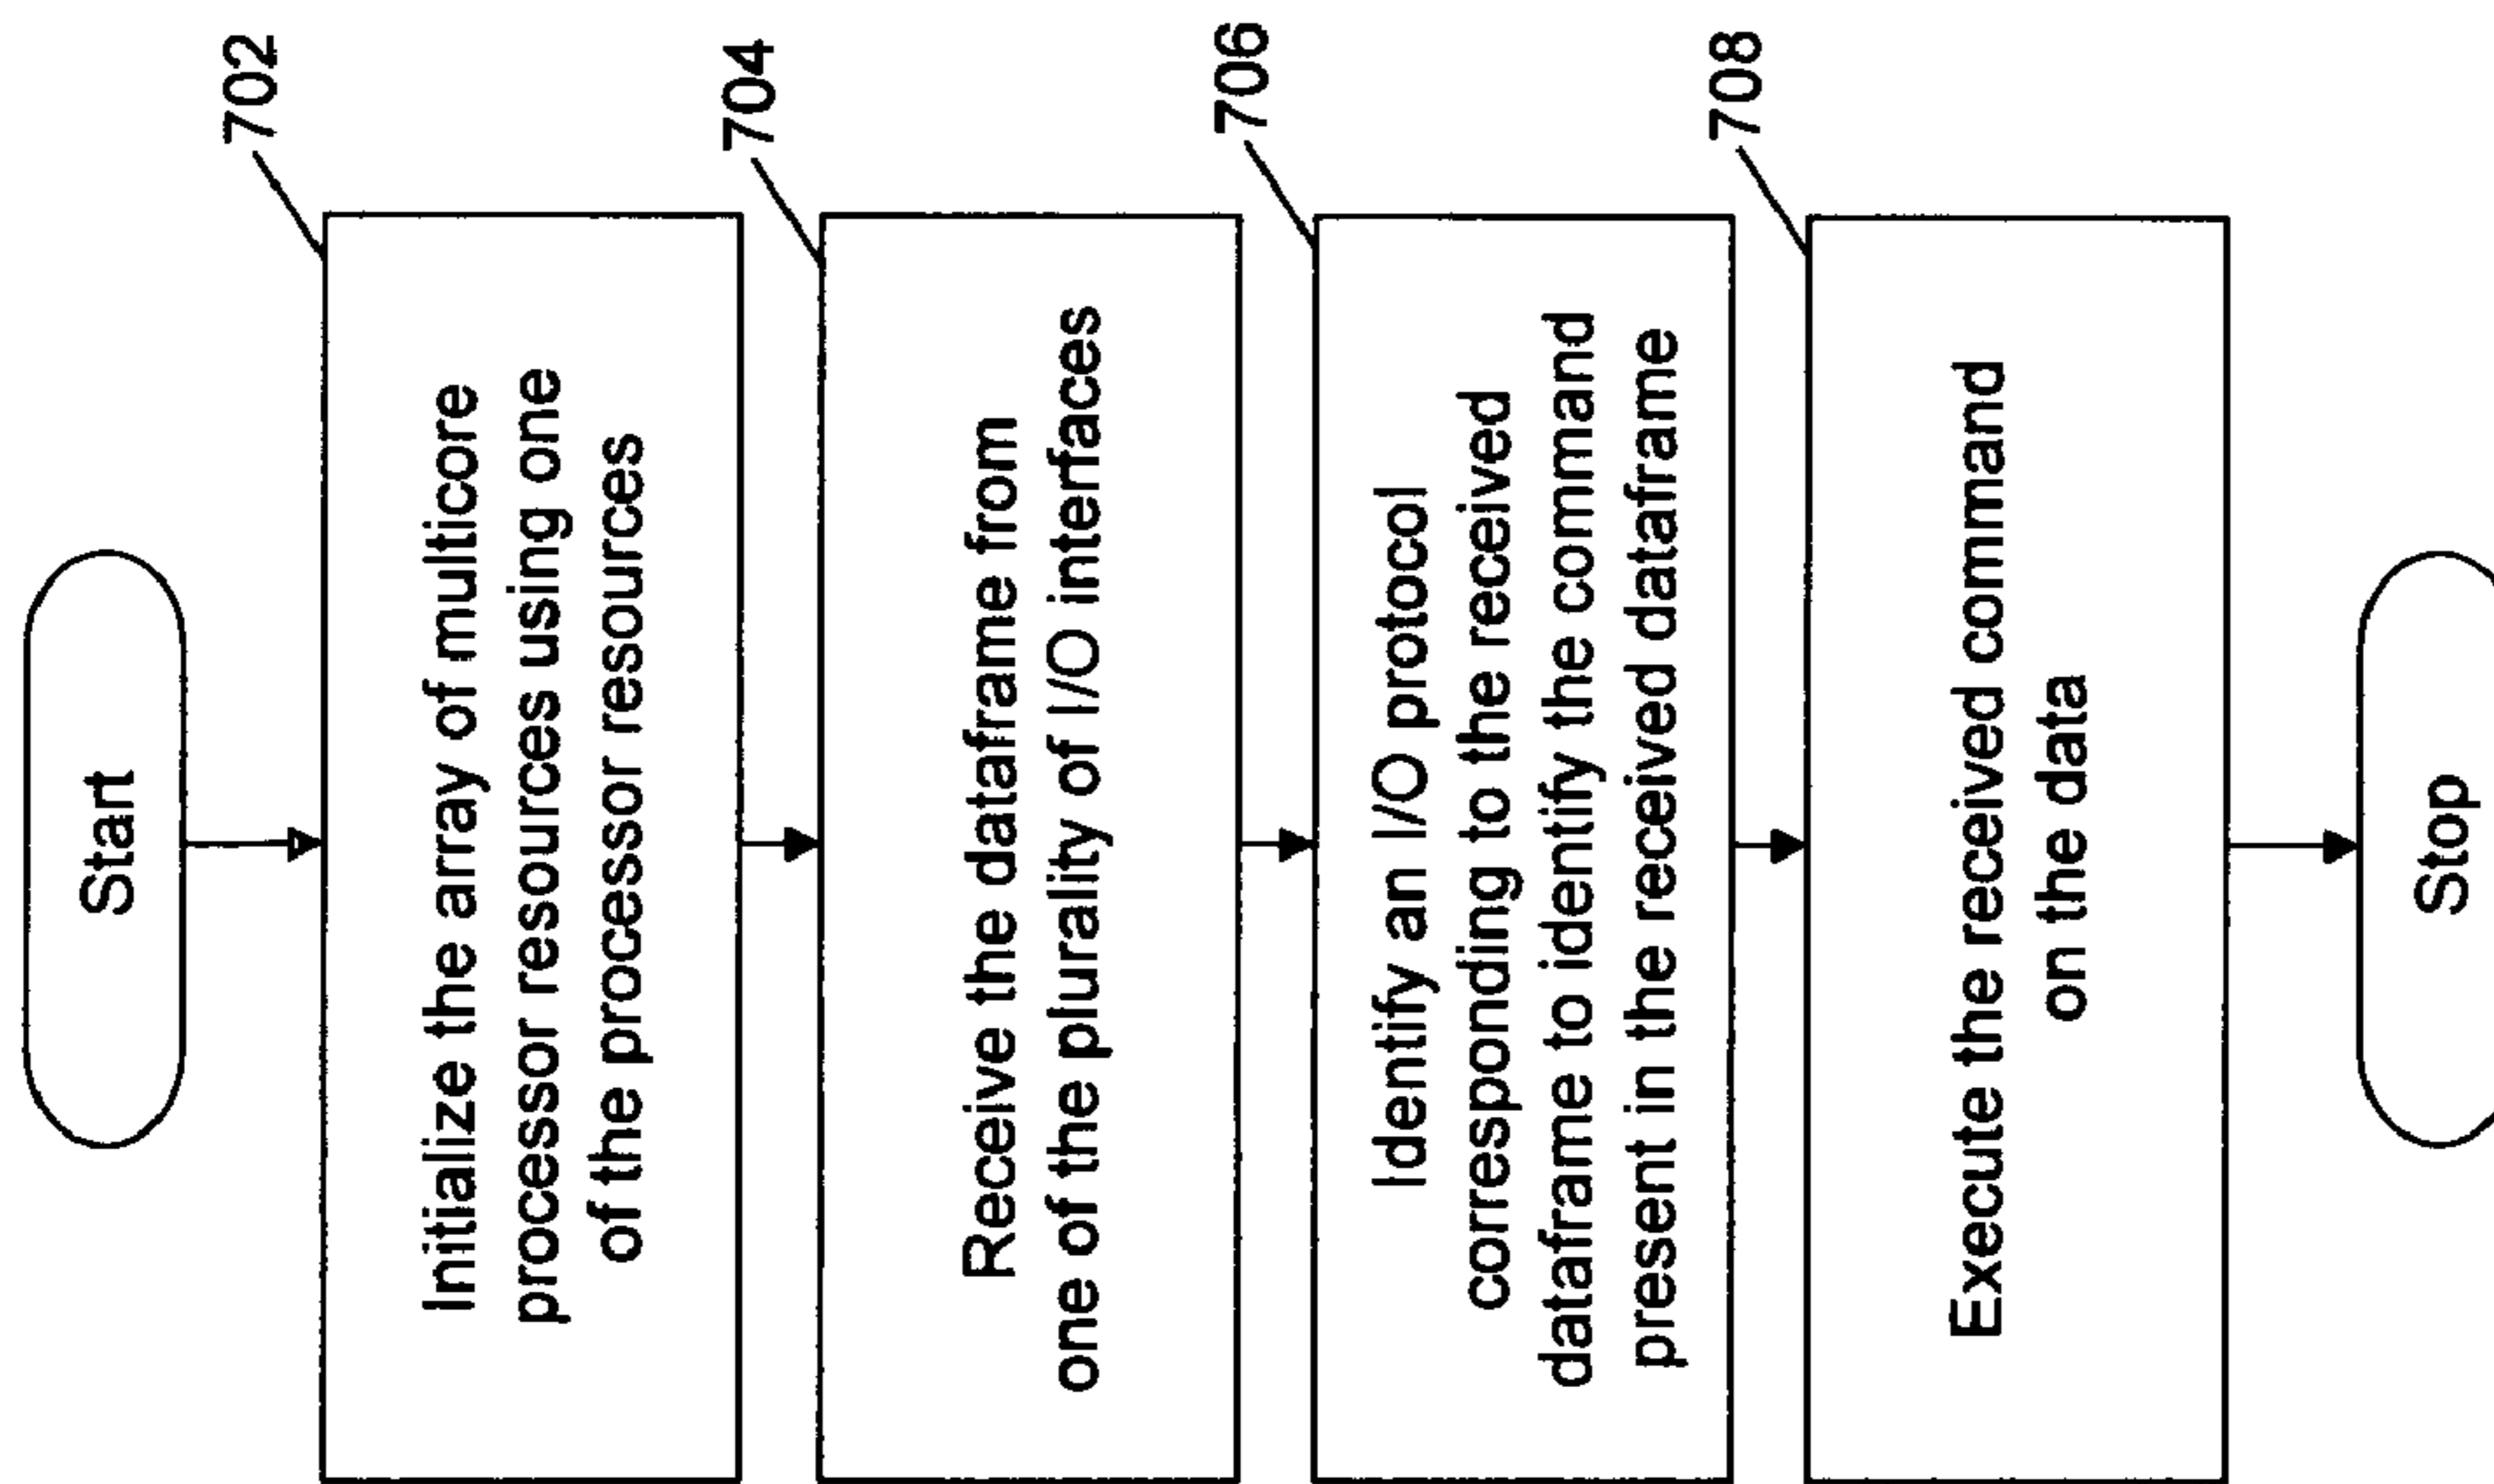 Start
702
Initialize the array of multicore
processor resources using one
of the processor resources
704
Receive the dataframe from
one of the plurality of I/O interfaces
706
Identify an I/O protocol
corresponding to the received
dataframe to identify the command
present in the received dataframe
708
Execute the received command
on the data
Stop